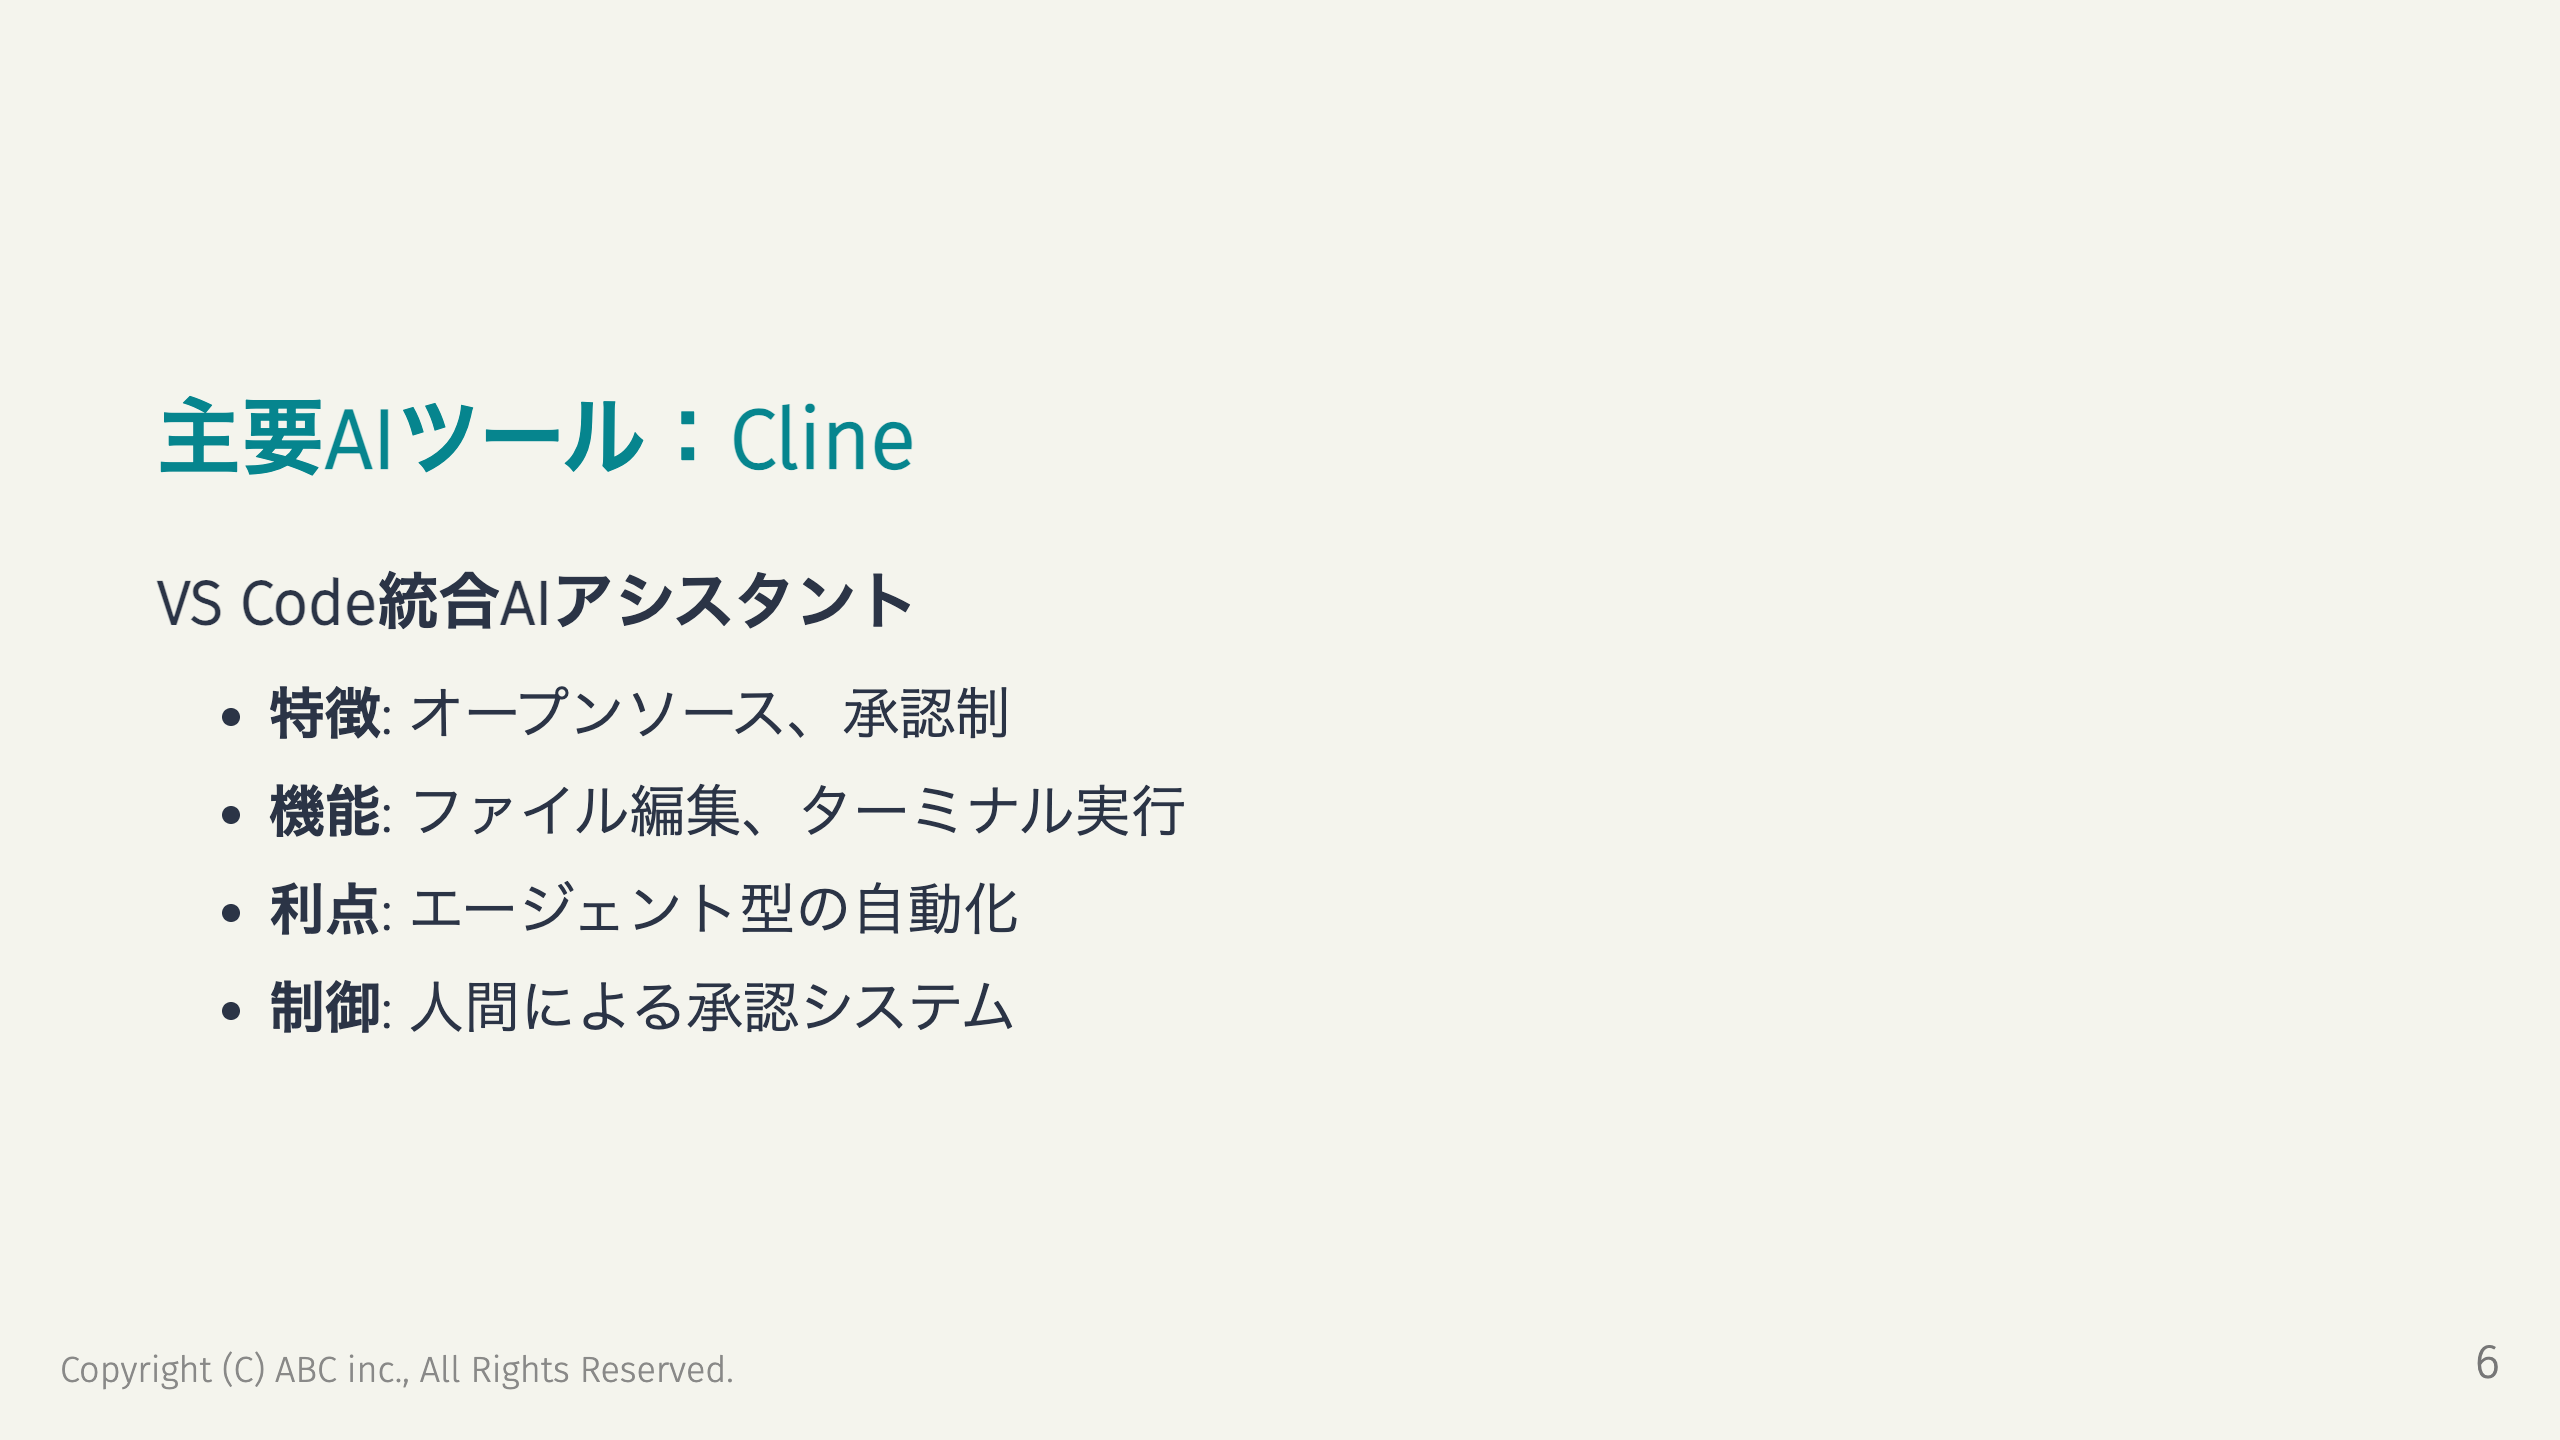 主要AIツール：Cline
VS Code統合AIアシスタント
• 特徴: オープンソース、承認制
• 機能: ファイル編集、ターミナル実行
• 利点: エージェント型の自動化
• 制御: 人間による承認システム
Copyright (C) ABC inc., All Rights Reserved.
6